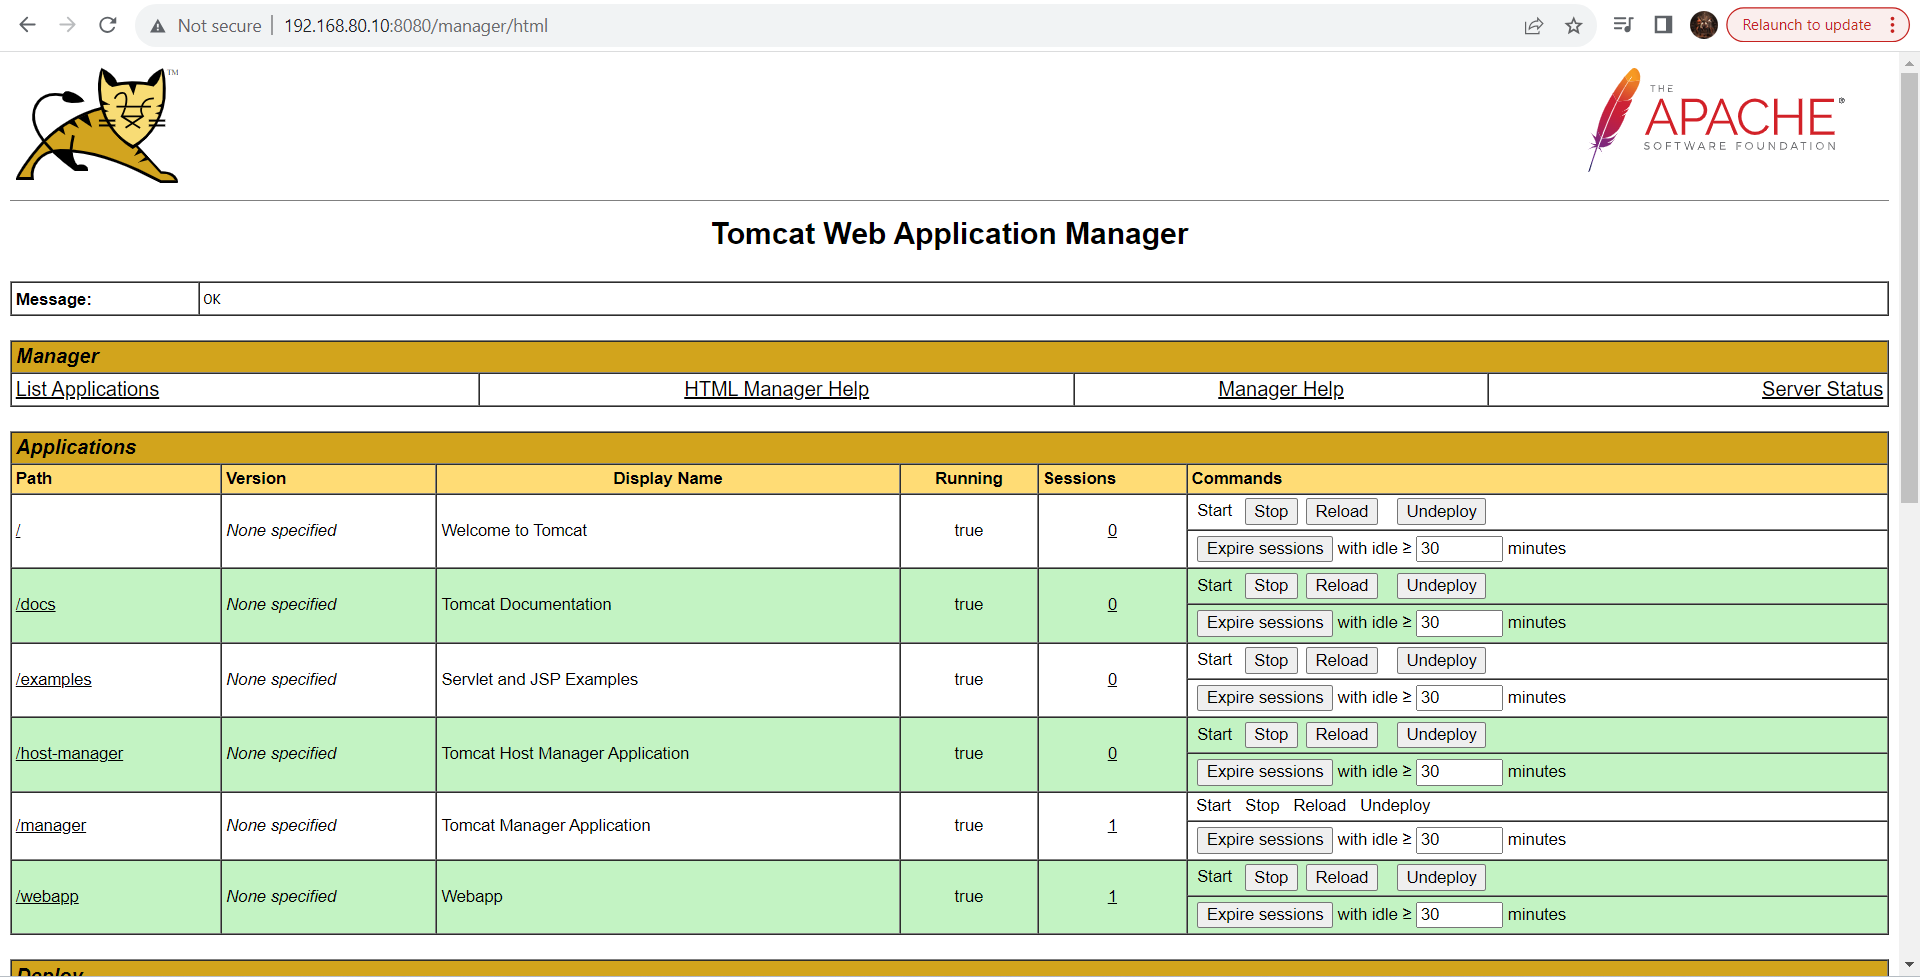 Not secure | 192.168.80.10:8080/manager/html Relaunch to update
TM
THE
APACHE®
SOFTWARE FOUNDATION
Tomcat Web Application Manager
Message: OK
Manager
List Applications HTML Manager Help Manager Help Server Status
Applications
Path Version Display Name Running Sessions Commands
/ None specified Welcome to Tomcat true 0 Start Stop Reload Undeploy
Expire sessions with idle ≥ 30 minutes
/docs None specified Tomcat Documentation true 0 Start Stop Reload Undeploy
Expire sessions with idle ≥ 30 minutes
/examples None specified Servlet and JSP Examples true 0 Start Stop Reload Undeploy
Expire sessions with idle ≥ 30 minutes
/host-manager None specified Tomcat Host Manager Application true 0 Start Stop Reload Undeploy
Expire sessions with idle ≥ 30 minutes
/manager None specified Tomcat Manager Application true 1 Start Stop Reload Undeploy
Expire sessions with idle ≥ 30 minutes
/webapp None specified Webapp true 1 Start Stop Reload Undeploy
Expire sessions with idle ≥ 30 minutes
Deploy